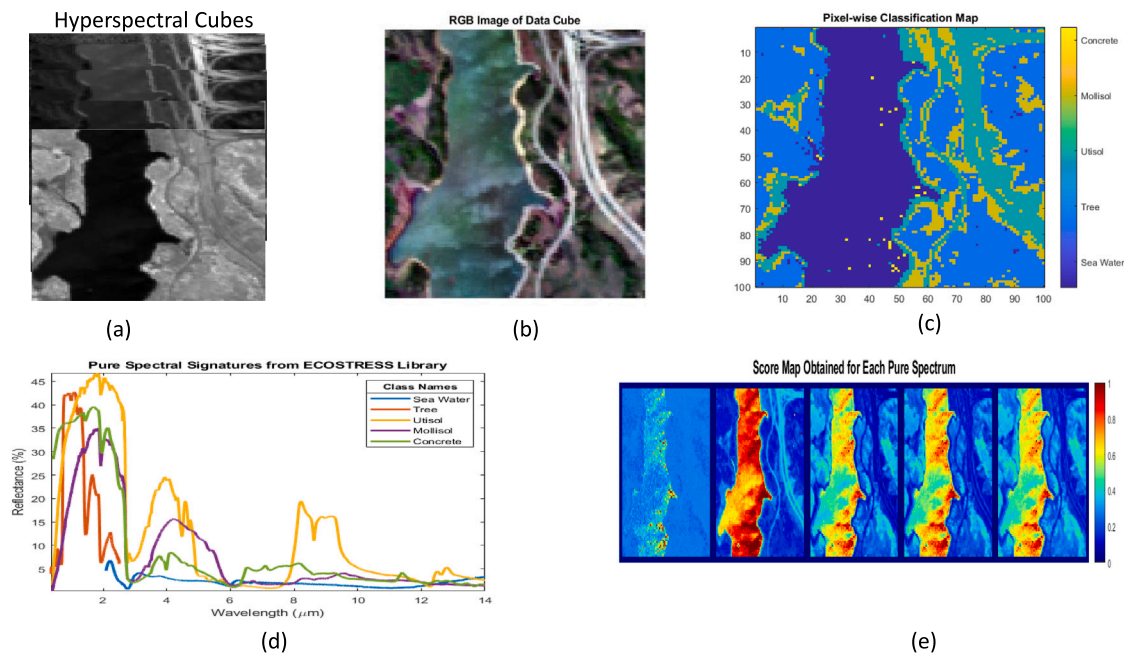 Hyperspectral Cubes
(a)
RGB Image of Data Cube
(b)
Pixel-wise Classification Map
10
20
30
40
50
60
70
80
90
100
10 20 30 40 50 60 70 80 90 100
Concrete
Mollisol
Utisol
Tree
Sea Water
(c)
Pure Spectral Signatures from ECOSTRESS Library
Reflectance (%)
45
40
35
30
25
20
15
10
5
2 4 6 8 10 12 14
Wavelength (μm)
Class Names
Sea Water
Tree
Utisol
Mollisol
Concrete
(d)
Score Map Obtained for Each Pure Spectrum
1
0.8
0.6
0.4
0.2
0
(e)